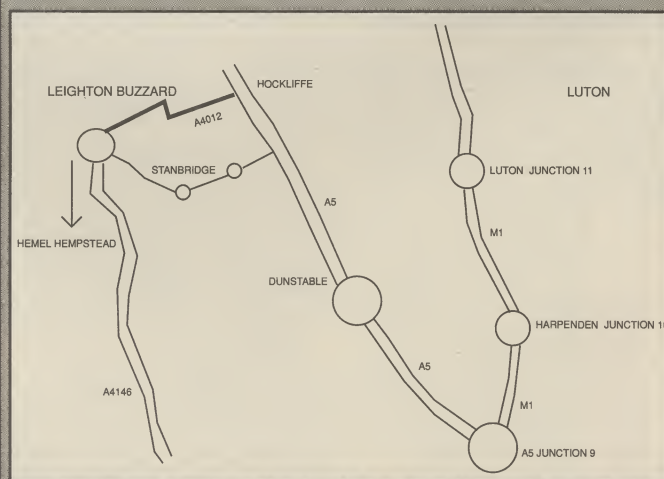 HOCKLIFFE
LEIGHTON BUZZARD
LUTON
A4012
STANBRIDGE
LUTON JUNCTION 11
A5
M1
HEMEL HEMPSTEAD
DUNSTABLE
HARPENDEN JUNCTION
A5
A4146
M1
A5 JUNCTION 9